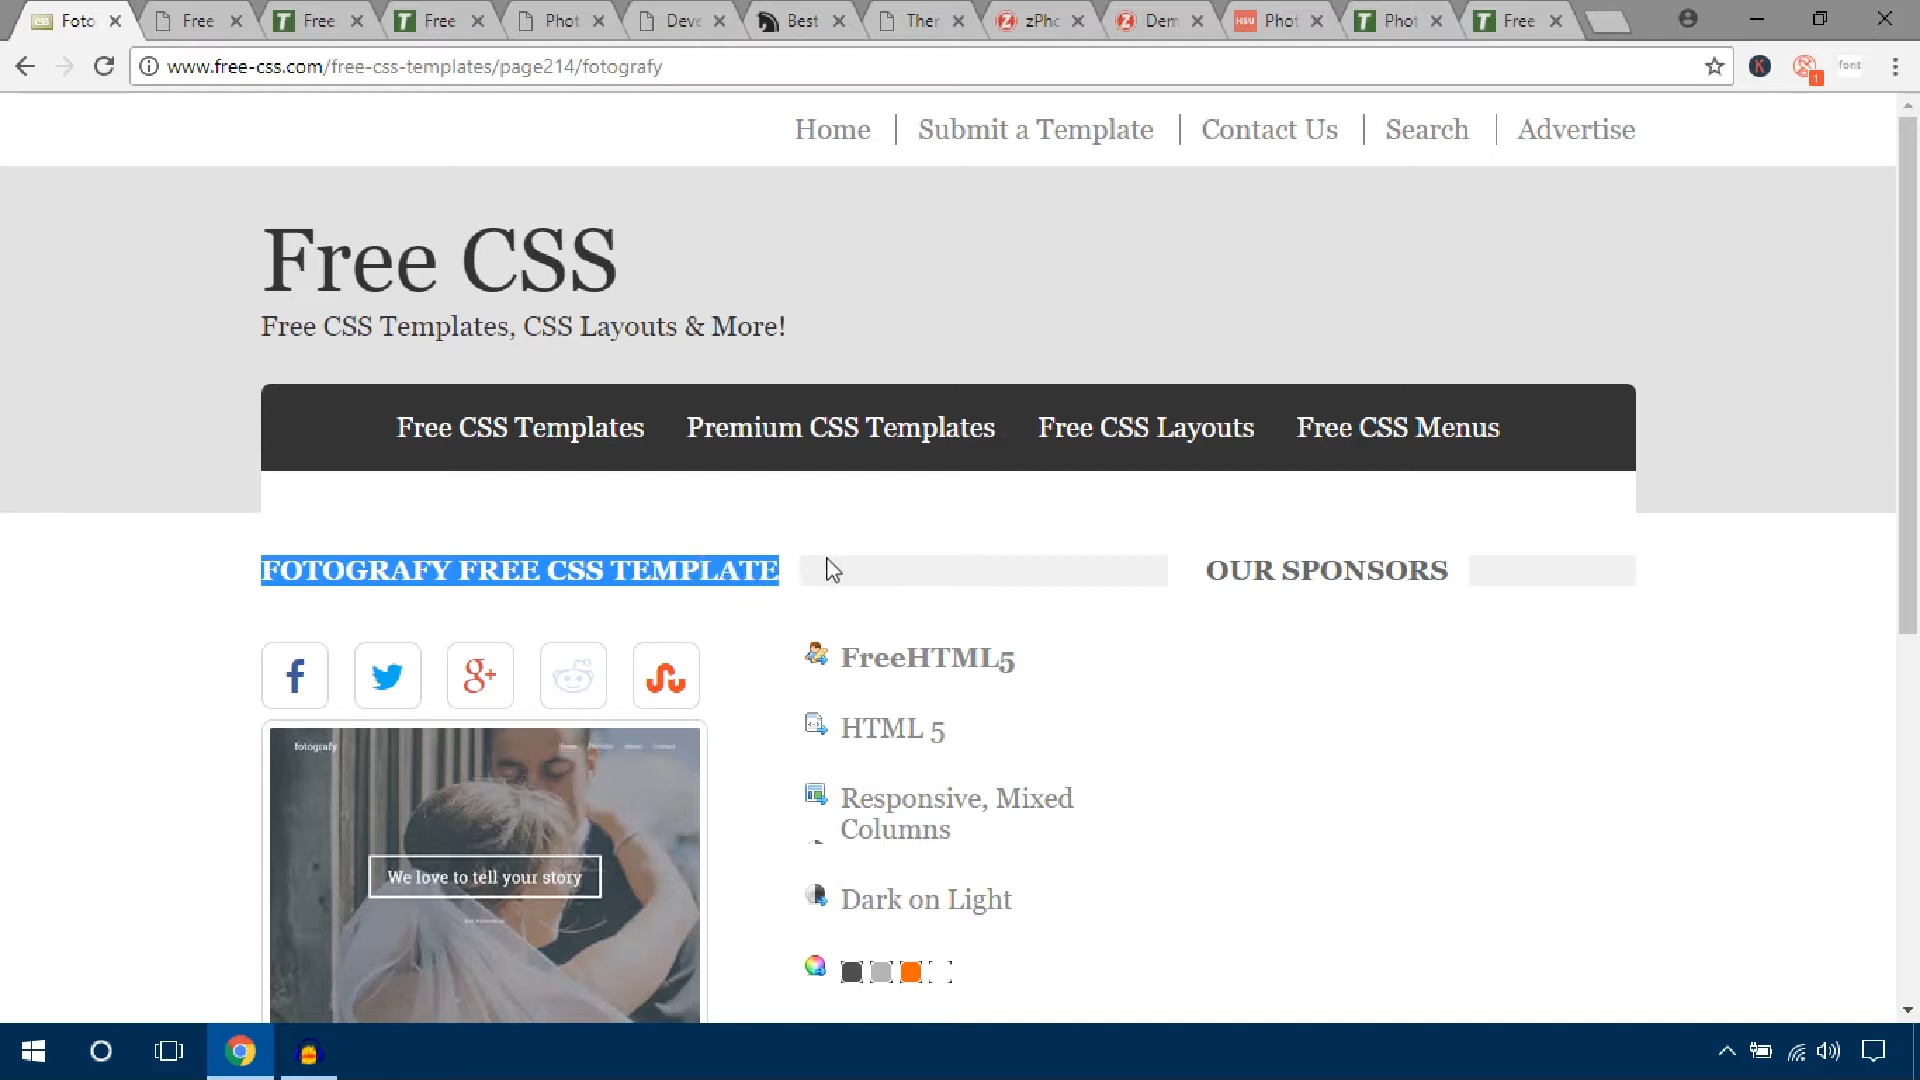 Foto
Free
Free
Free
Phot
Deve
Best
Ther
zPho
Dem
Phot
Phot
Free
www.free-css.com/free-css-templates/page214/fotografy
1
font
Home
Submit a Template
Contact Us
Search
Advertise
Free CSS
Free CSS Templates, CSS Layouts & More!
Free CSS Templates
Premium CSS Templates
Free CSS Layouts
Free CSS Menus
FOTOGRAFY FREE CSS TEMPLATE
OUR SPONSORS
FreeHTML5
HTML 5
Responsive, Mixed
Columns
Dark on Light
fotografy
We love to tell your story